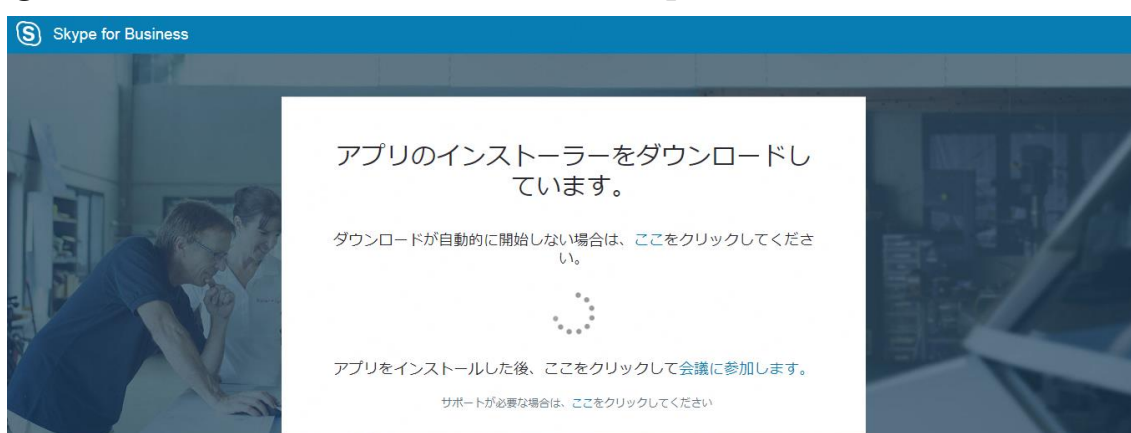 Skype for Business
アプリのインストーラーをダウンロードし
ています。
ダウンロードが自動的に開始しない場合は、ここをクリックしてくださ
い。
アプリをインストールした後、ここをクリックして会議に参加します。
サポートが必要な場合は、ここをクリックしてください